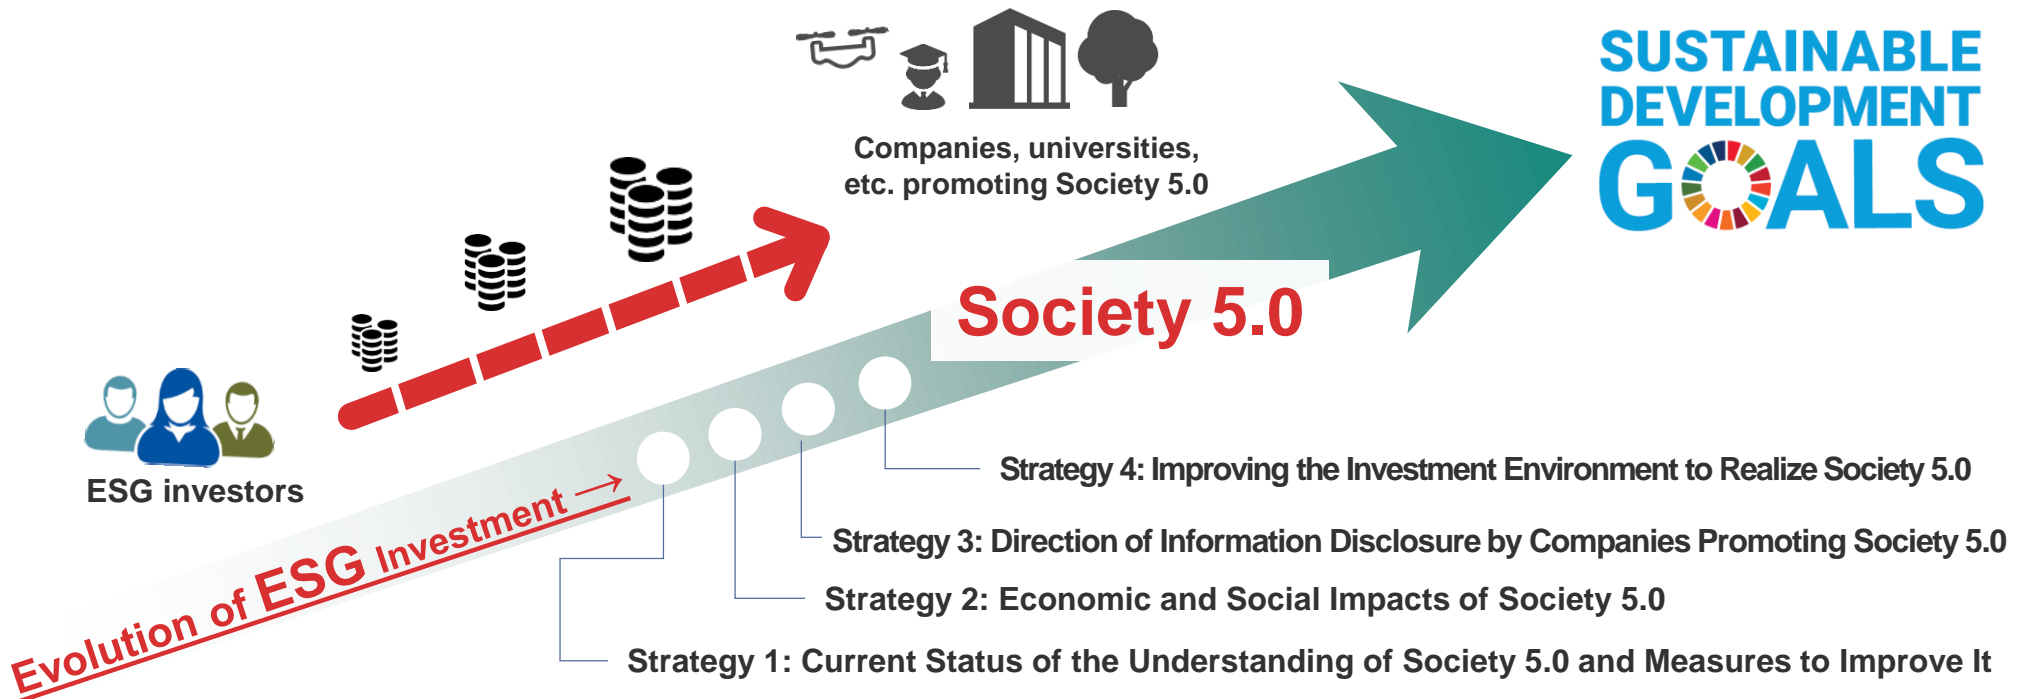 SUSTAINABLE
DEVELOPMENT
GOALS
Companies, universities,
etc. promoting Society 5.0
Society 5.0
ESG investors
Evolution of ESG Investment →
Strategy 4: Improving the Investment Environment to Realize Society 5.0
Strategy 3: Direction of Information Disclosure by Companies Promoting Society 5.0
Strategy 2: Economic and Social Impacts of Society 5.0
Strategy 1: Current Status of the Understanding of Society 5.0 and Measures to Improve It